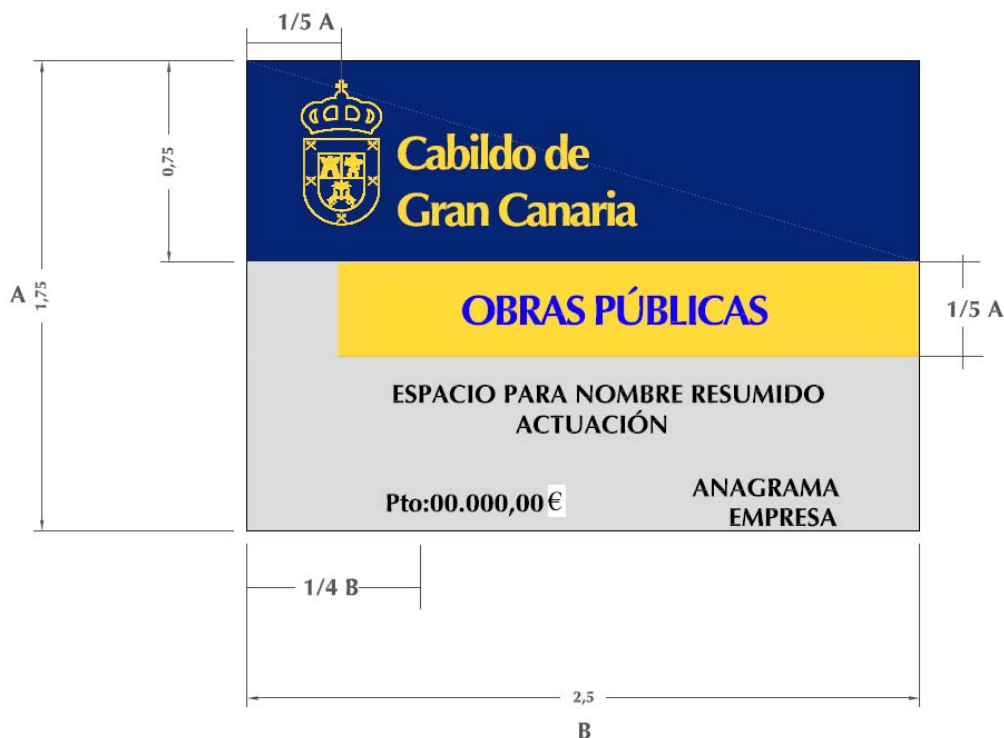 1/5 A
0,75
A
1,75
Cabildo de
Gran Canaria
OBRAS PÚBLICAS
1/5 A
ESPACIO PARA NOMBRE RESUMIDO
ACTUACIÓN
Pto:00.000,00€
ANAGRAMA
EMPRESA
1/4 B
2,5
B